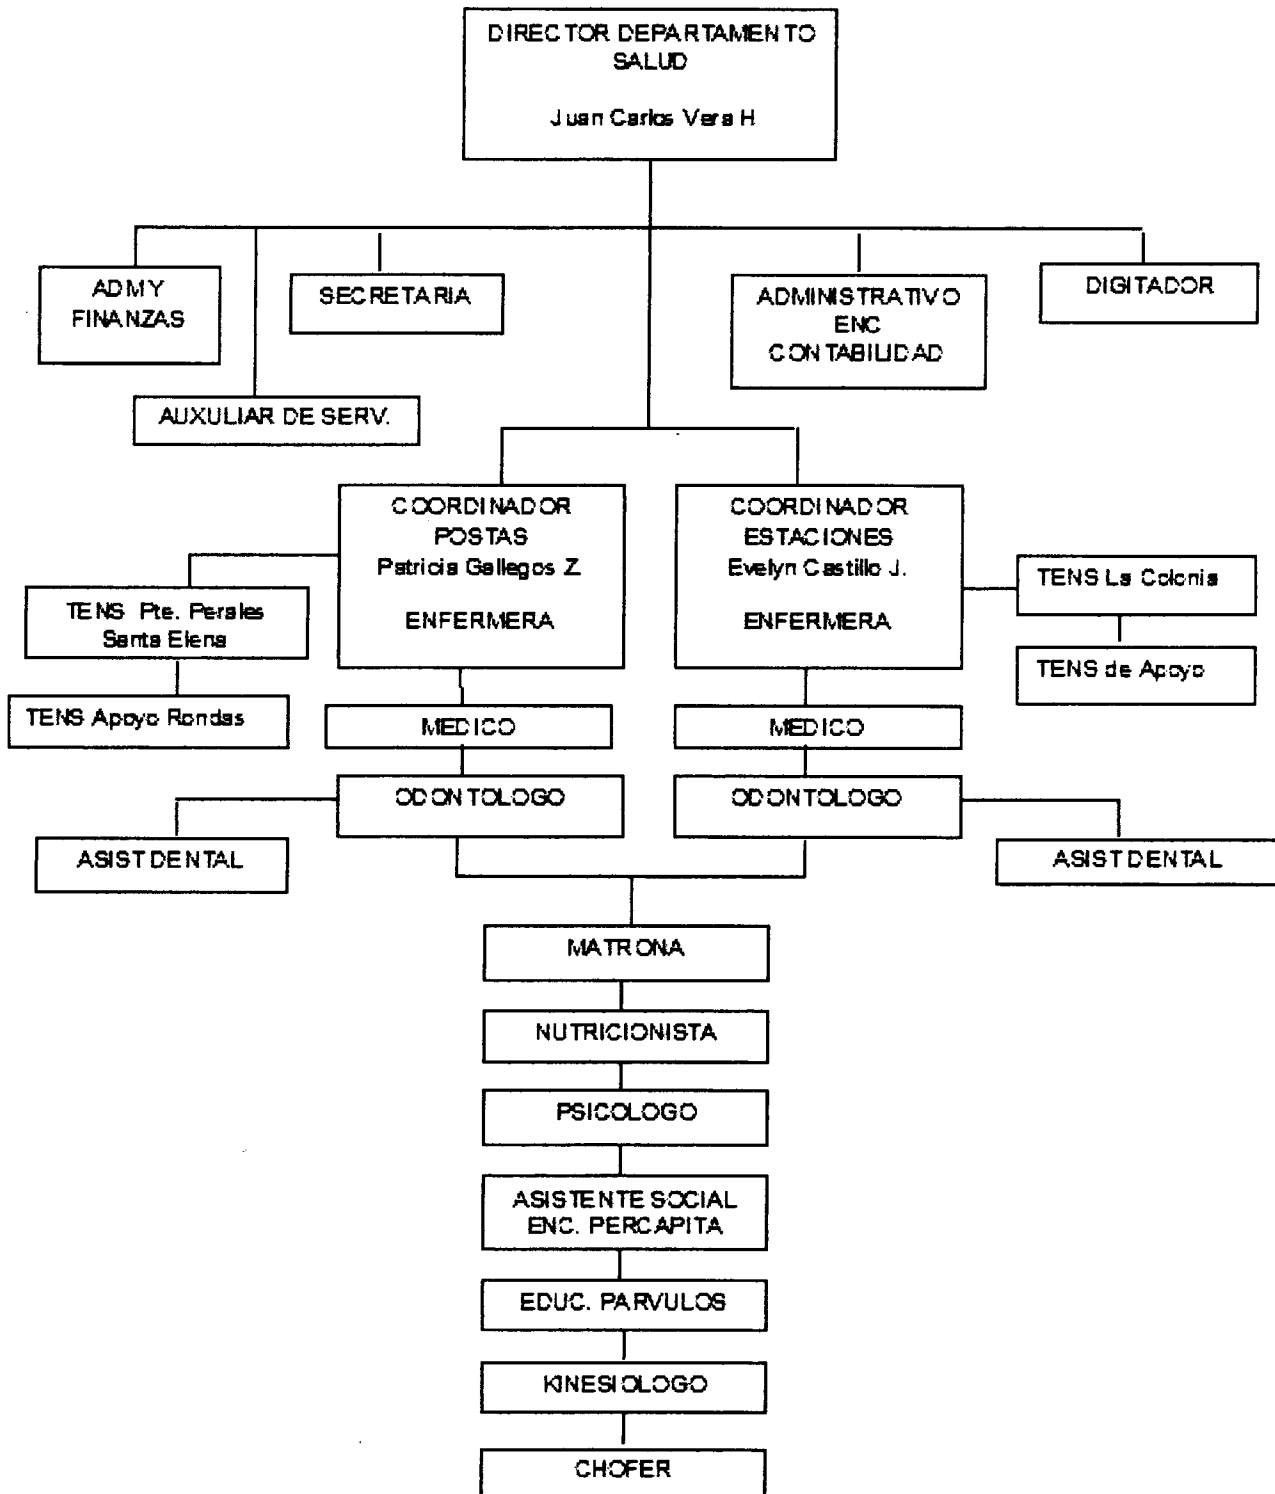 DIRECTOR DEPARTAMENTO
SALUD
Juan Carlos Vera H
ADM Y
FINANZAS
SECRETARIA
ADMINISTRATIVO
ENC
CONTABILIDAD
DIGITADOR
AUXULIAR DE SERV.
COORDINADOR
POSTAS
Patricia Gallegos Z
ENFERMERA
COORDINADOR
ESTACIONES
Evelyn Castillo J.
ENFERMERA
TENS Pte. Perales
Santa Elena
TENS Apoyo Rondas
TENS La Colonia
TENS de Apoyo
MEDICO
MEDICO
ODONTOLOGO
ODONTOLOGO
ASIST DENTAL
ASIST DENTAL
MATRONA
NUTRICIONISTA
PSICOLOGO
ASISTENTE SOCIAL
ENC. PERCAPITA
EDUC. PARVULOS
KINESIOLOGO
CHOFER